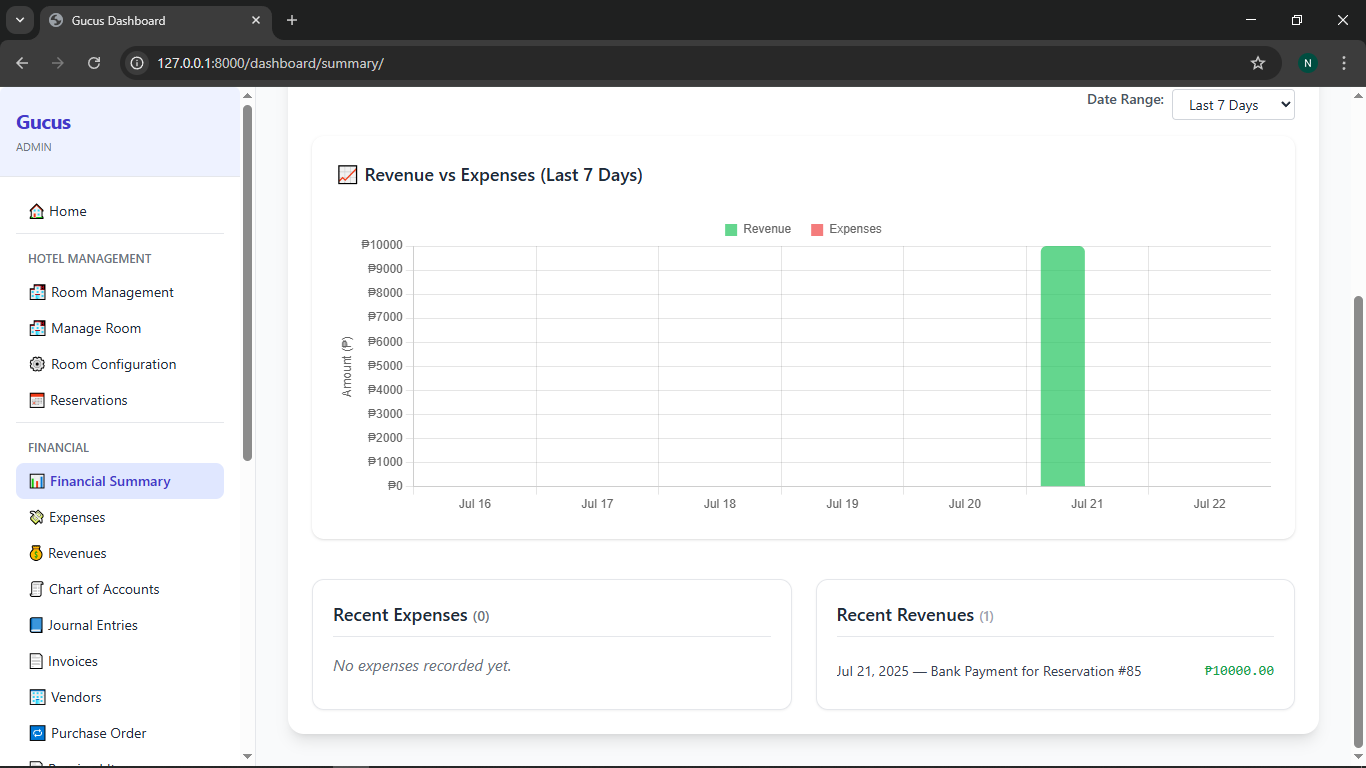 Gucus Dashboard
127.0.0.1:8000/dashboard/summary/
N
Gucus
ADMIN
Home
HOTEL MANAGEMENT
Room Management
Manage Room
Room Configuration
Reservations
FINANCIAL
Financial Summary
Expenses
Revenues
Chart of Accounts
Journal Entries
Invoices
Vendors
Purchase Order
Date Range: Last 7 Days
Revenue vs Expenses (Last 7 Days)
Revenue Expenses
₱10000
₱9000
₱8000
₱7000
₱6000
₱5000
₱4000
₱3000
₱2000
₱1000
₱0
Amount (₱)
Jul 16 Jul 17 Jul 18 Jul 19 Jul 20 Jul 21 Jul 22
Recent Expenses (0)
No expenses recorded yet.
Recent Revenues (1)
Jul 21, 2025 — Bank Payment for Reservation #85 ₱10000.00